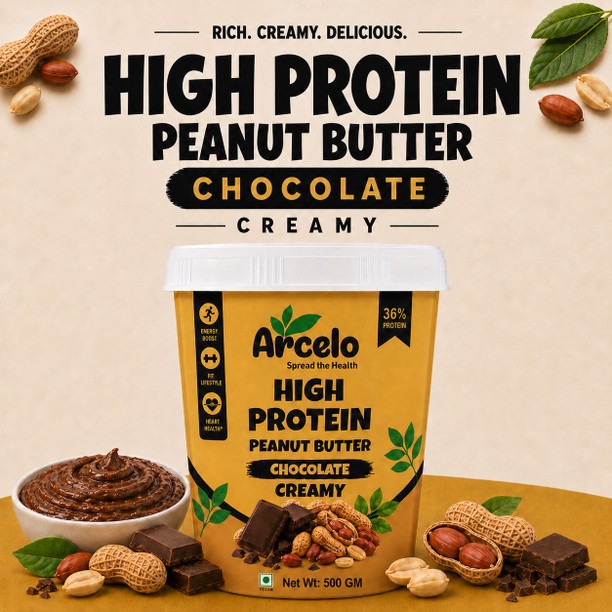 RICH. CREAMY. DELICIOUS.
HIGH PROTEIN
PEANUT BUTTER
CHOCOLATE
CREAMY
ENERGY
BOOST
FIT
LIFESTYLE
HEART
HEALTH*
36%
PROTEIN
Arcelo
Spread the Health
HIGH
PROTEIN
PEANUT BUTTER
CHOCOLATE
CREAMY
Net Wt: 500 GM